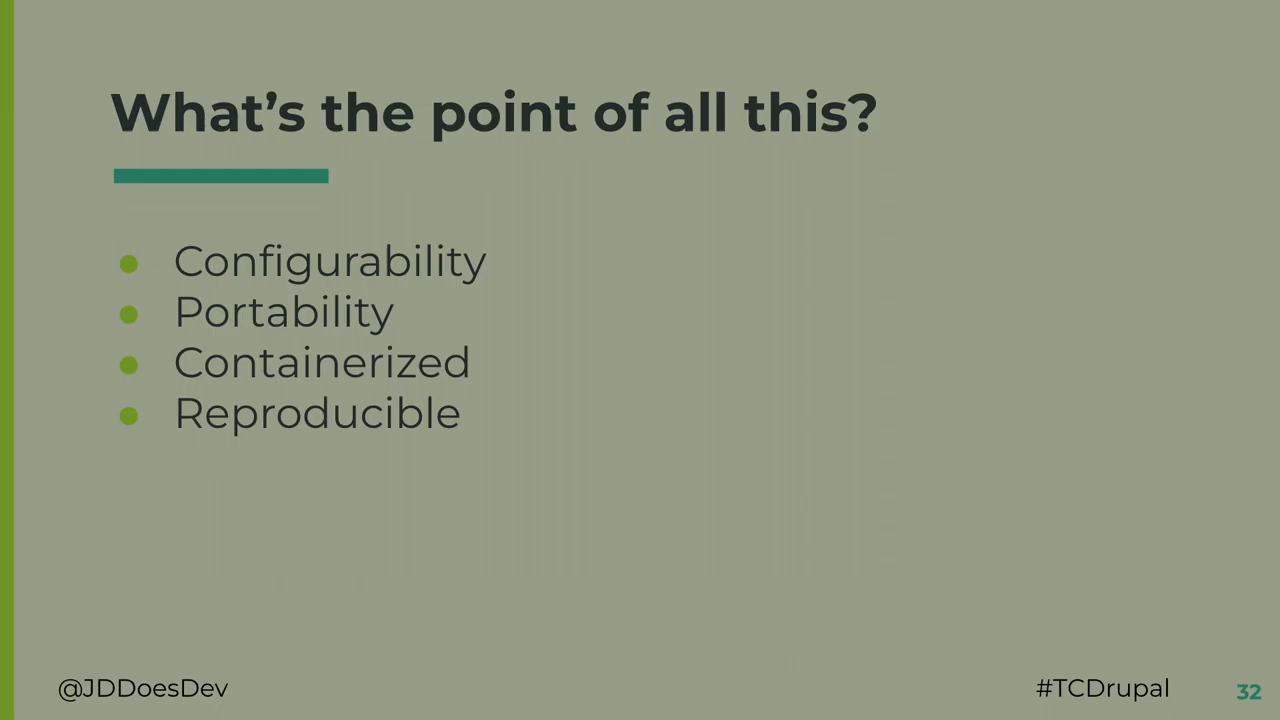 What’s the point of all this?
Configurability
Portability
Containerized
Reproducible
@JDDoesDev
#TCDrupal
32